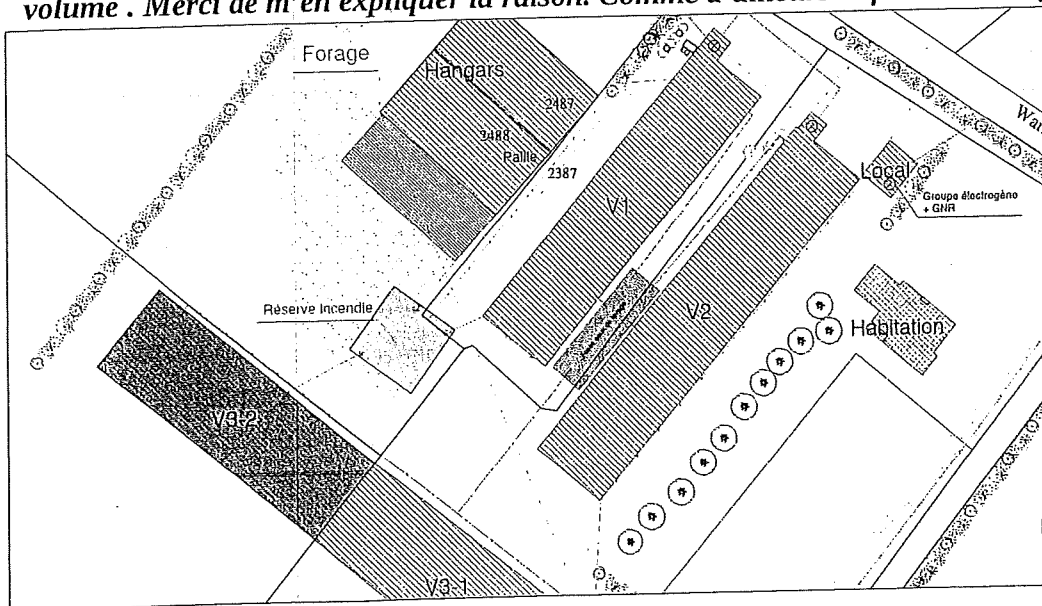 volume . Merci de m'en expliquer la raison. Comme d'ailleurs
Forage
Hangars
2487
2488
Paille
2387
V1
Local
Groupe électrogène
+ GNR
Réserve Incendie
V2
Habitation
V3-2
V3-1